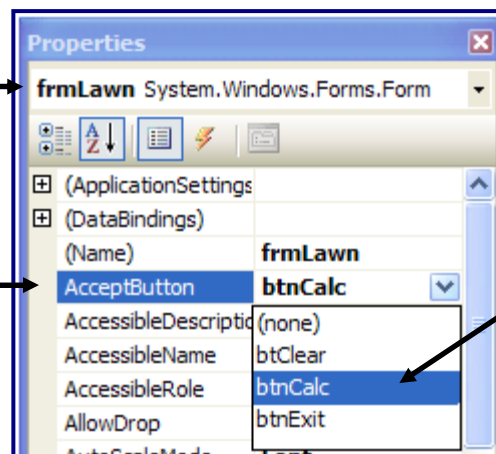 Properties
frmLawn System.Windows.Forms.Form
A
Z
(ApplicationSettings
(DataBindings)
(Name) frmLawn
AcceptButton btnCalc
AccessibleDescriptic (none)
AccessibleName btClear
AccessibleRole btnCalc
AllowDrop btnExit